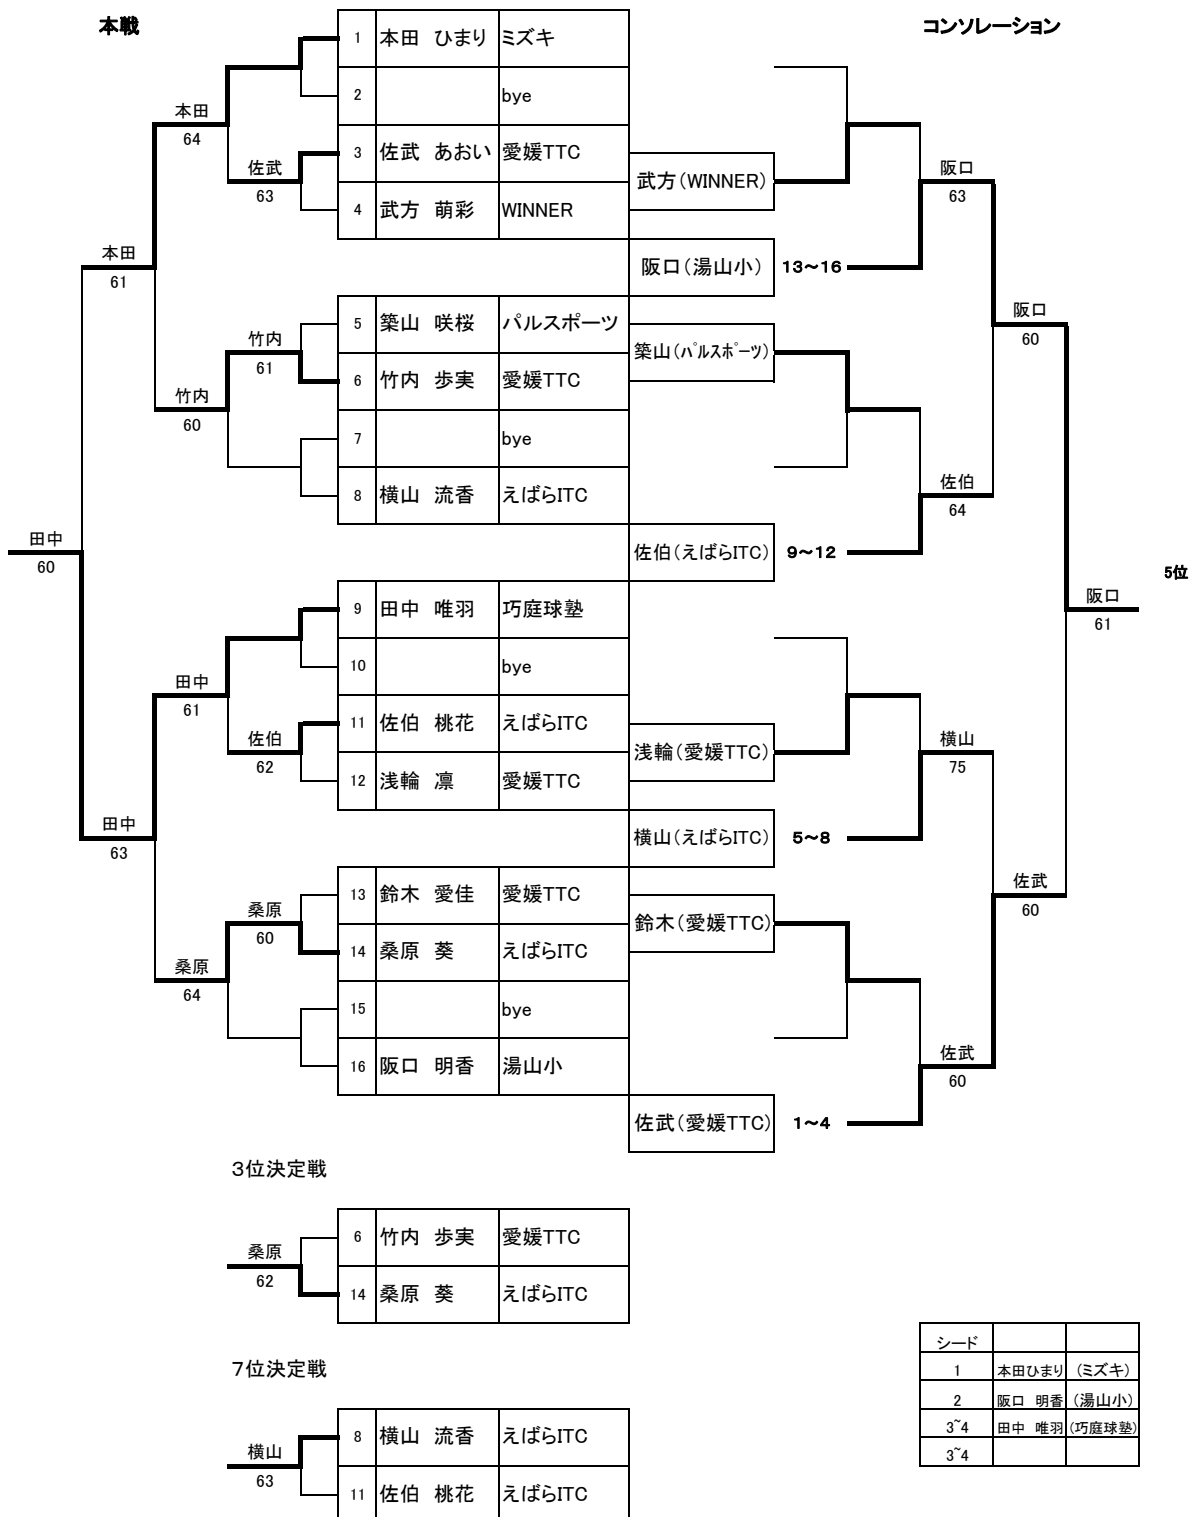 本戦
コンソレーション
1 本田 ひまり ミズキ
2 bye
本田
64
3 佐武 あおい 愛媛TTC
佐武
63
4 武方 萌彩 WINNER
武方(WINNER)
阪口
63
本田
61
阪口(湯山小) 13~16
5 築山 咲桜 パルスポーツ
竹内
61
築山(パルスポーツ)
阪口
60
6 竹内 歩実 愛媛TTC
竹内
60
7 bye
8 横山 流香 えばらITC
佐伯
64
田中
60
佐伯(えばらITC) 9~12
5位
9 田中 唯羽 巧庭球塾
阪口
61
10 bye
田中
61
11 佐伯 桃花 えばらITC
佐伯
62
浅輪(愛媛TTC)
横山
75
12 浅輪 凛 愛媛TTC
田中
63
横山(えばらITC) 5~8
13 鈴木 愛佳 愛媛TTC
桑原
60
鈴木(愛媛TTC)
佐武
60
14 桑原 葵 えばらITC
桑原
64
15 bye
16 阪口 明香 湯山小
佐武
60
佐武(愛媛TTC) 1~4
3位決定戦
6 竹内 歩実 愛媛TTC
桑原
62
14 桑原 葵 えばらITC
7位決定戦
8 横山 流香 えばらITC
横山
63
11 佐伯 桃花 えばらITC
シード
1 本田ひまり (ミズキ)
2 阪口 明香 (湯山小)
3~4 田中 唯羽 (巧庭球塾)
3~4